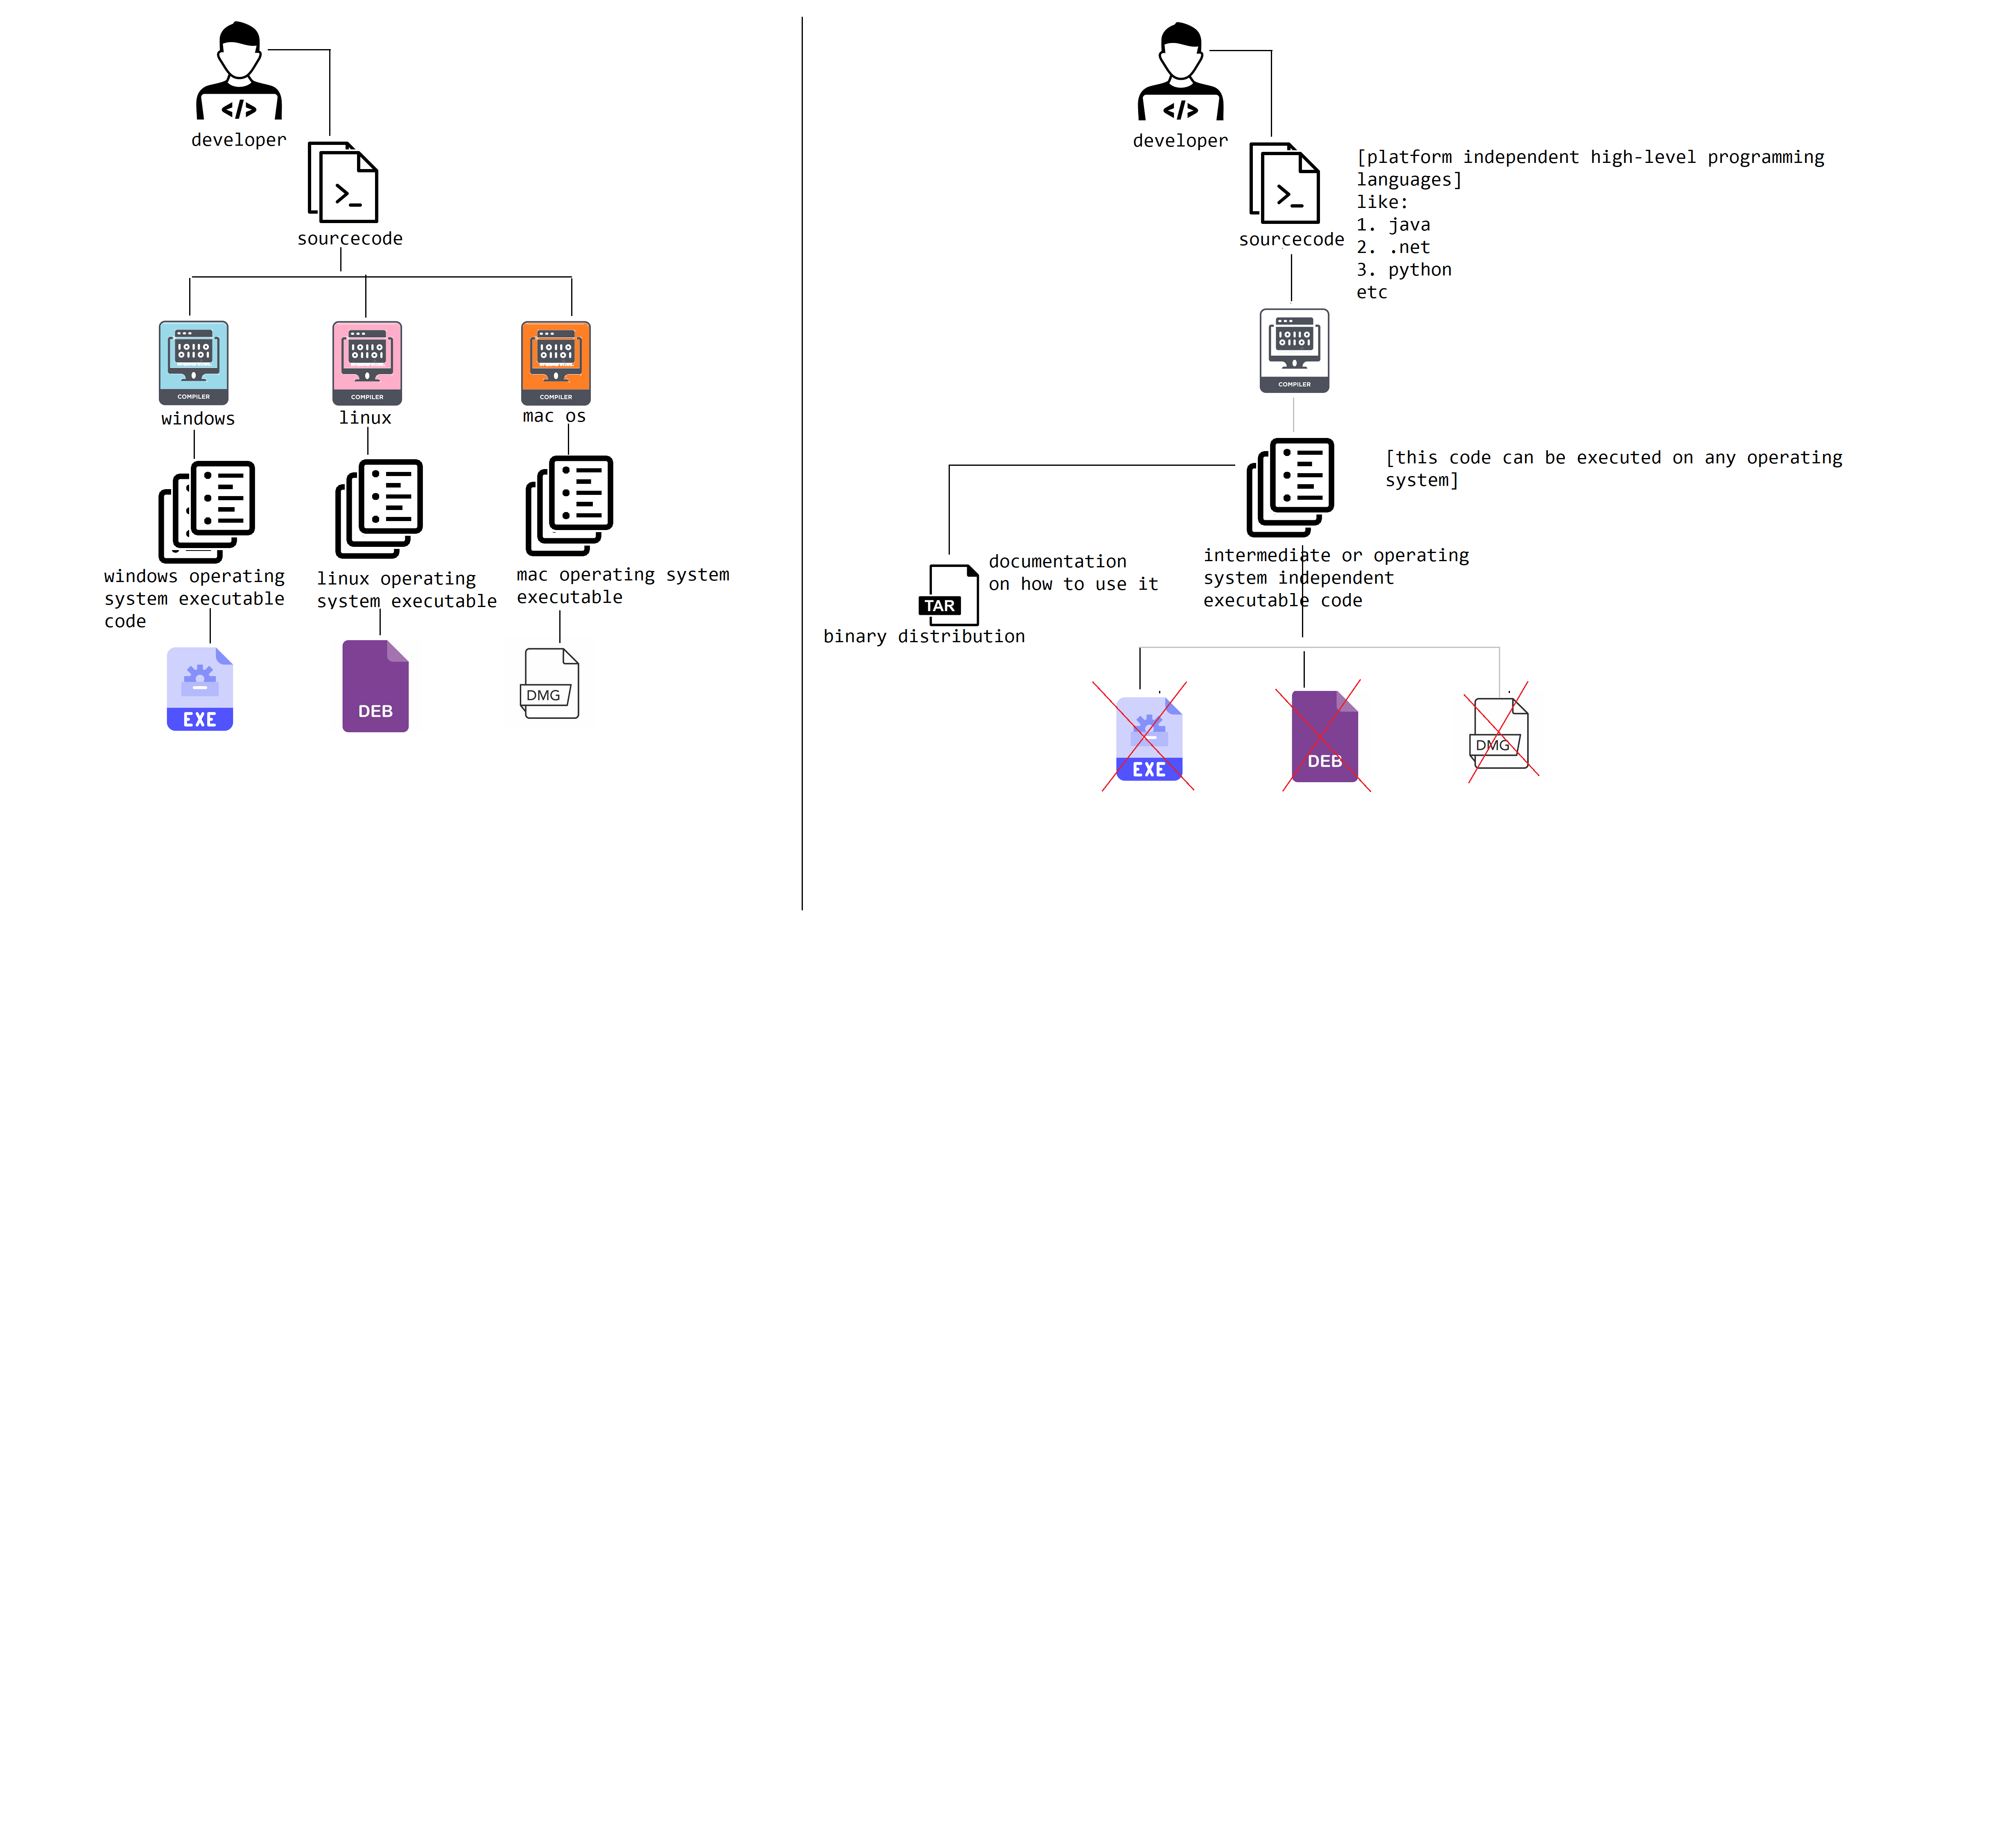 </>
developer
>_
sourcecode
COMPILER
COMPILER
COMPILER
windows
linux
mac os
windows operating
system executable
code
linux operating
system executable
mac operating system
executable
EXE
DEB
DMG
</>
developer
>_
sourcecode
[platform independent high-level programming
languages]
like:
1. java
2. .net
3. python
etc
COMPILER
[this code can be executed on any operating
system]
intermediate or operating
system independent
executable code
documentation
on how to use it
TAR
binary distribution
EXE
DEB
DMG